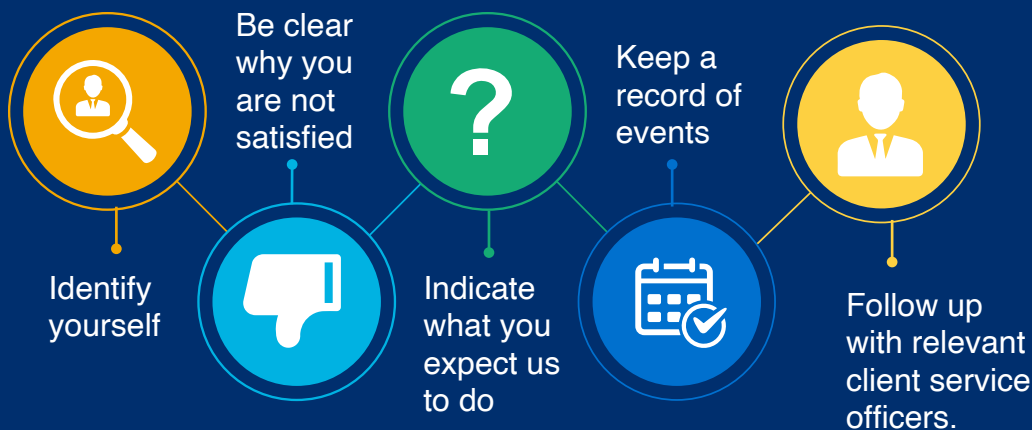 Identify
yourself
Be clear
why you
are not
satisfied
?
Indicate
what you
expect us
to do
Keep a
record of
events
Follow up
with relevant
client service
officers.